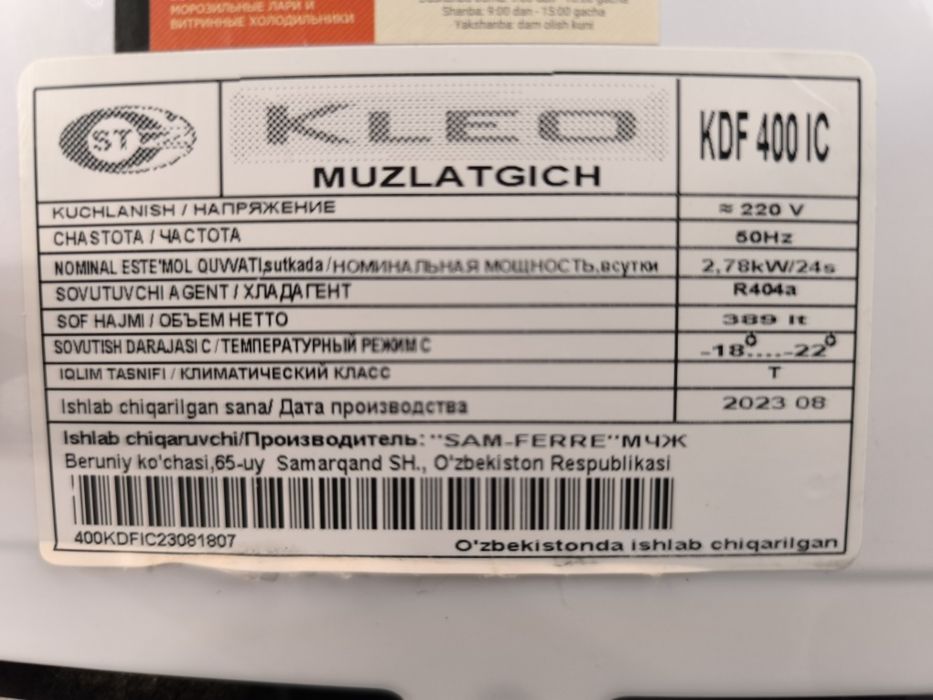 МОРОЗИЛЬНЫЕ ЛАРИ И
ВИТРИННЫЕ ХОЛОДИЛЬНИКИ
Shanba: 9:00 dan - 15:00 gacha
Yakshanba: dam olish kuni
ST
KLEO
MUZLATGICH
KDF 400 IC
KUCHLANISH / НАПРЯЖЕНИЕ ≈ 220 V
CHASTOTA / ЧАСТОТА 50Hz
NOMINAL ESTE'MOL QUVVATI,sutkada/НОМИНАЛЬНАЯ МОЩНОСТЬ,всутки 2,78kW/24s
SOVUTUVCHI AGENT / ХЛАДАГЕНТ R404a
SOF HAJMI / ОБЪЕМ НЕТТО 389 lt
SOVUTISH DARAJASI C / ТЕМПЕРАТУРНЫЙ РЕЖИМ С -18°....-22°
IQLIM TASNIFI / КЛИМАТИЧЕСКИЙ КЛАСС T
Ishlab chiqarilgan sana/ Дата производства 2023 08
Ishlab chiqaruvchi/Производитель: "SAM-FERRE"МЧЖ
Beruniy ko'chasi,65-uy Samarqand SH., O'zbekiston Respublikasi
400KDFIC23081807
O'zbekistonda ishlab chiqarilgan